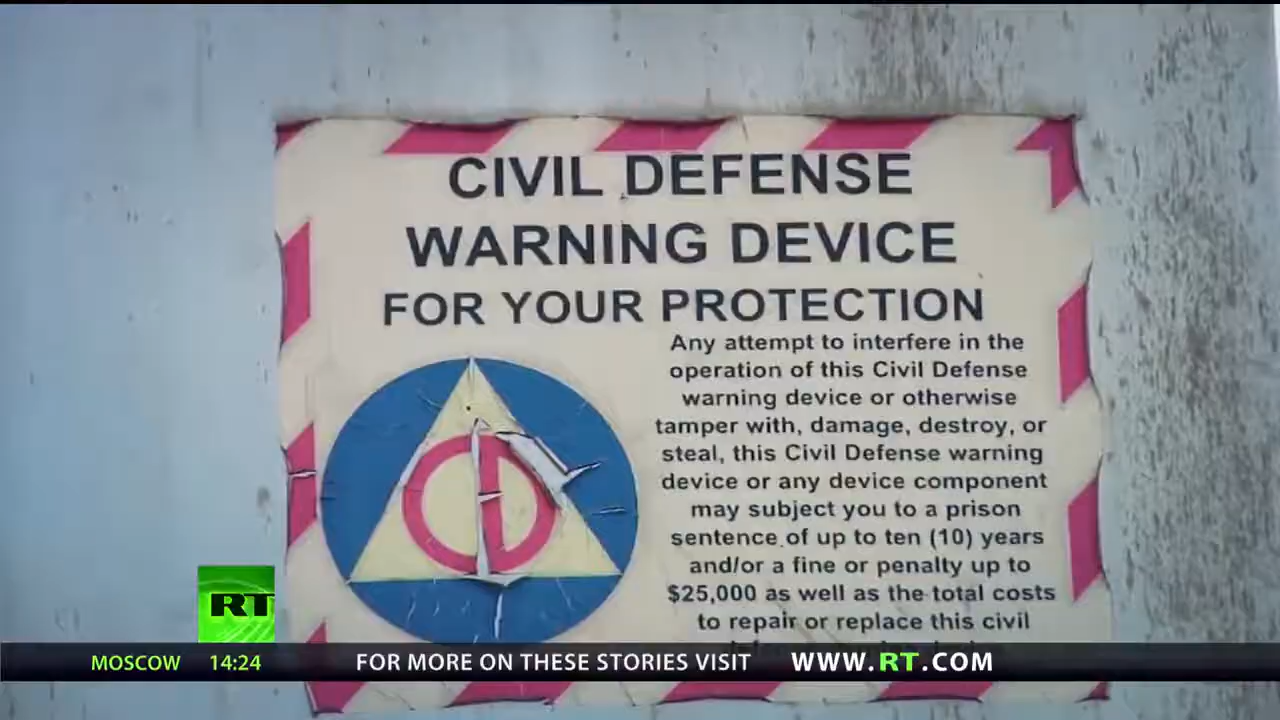 CIVIL DEFENSE
WARNING DEVICE
FOR YOUR PROTECTION
Any attempt to interfere in the
operation of this Civil Defense
warning device or otherwise
tamper with, damage, destroy, or
steal, this Civil Defense warning
device or any device component
may subject you to a prison
sentence of up to ten (10) years
and/or a fine or penalty up to
$25,000 as well as the total costs
to repair or replace this civil
RT
MOSCOW 14:24 FOR MORE ON THESE STORIES VISIT WWW.RT.COM